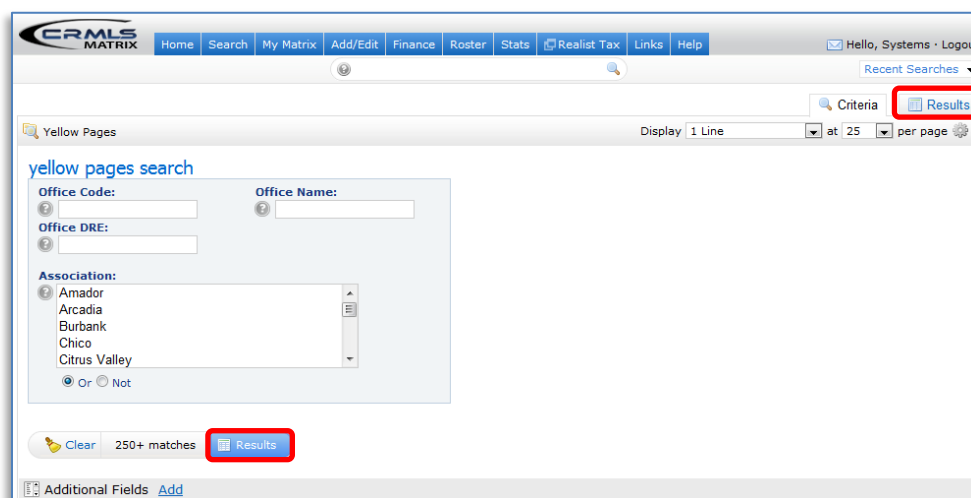 CRMLS
MATRIX
Home Search My Matrix Add/Edit Finance Roster Stats Realist Tax Links Help
Hello, Systems · Logou
Recent Searches
Criteria Results
Yellow Pages
Display 1 Line at 25 per page
yellow pages search
Office Code: Office Name:
Office DRE:
Association:
Amador
Arcadia
Burbank
Chico
Citrus Valley
Or Not
Clear 250+ matches Results
Additional Fields Add